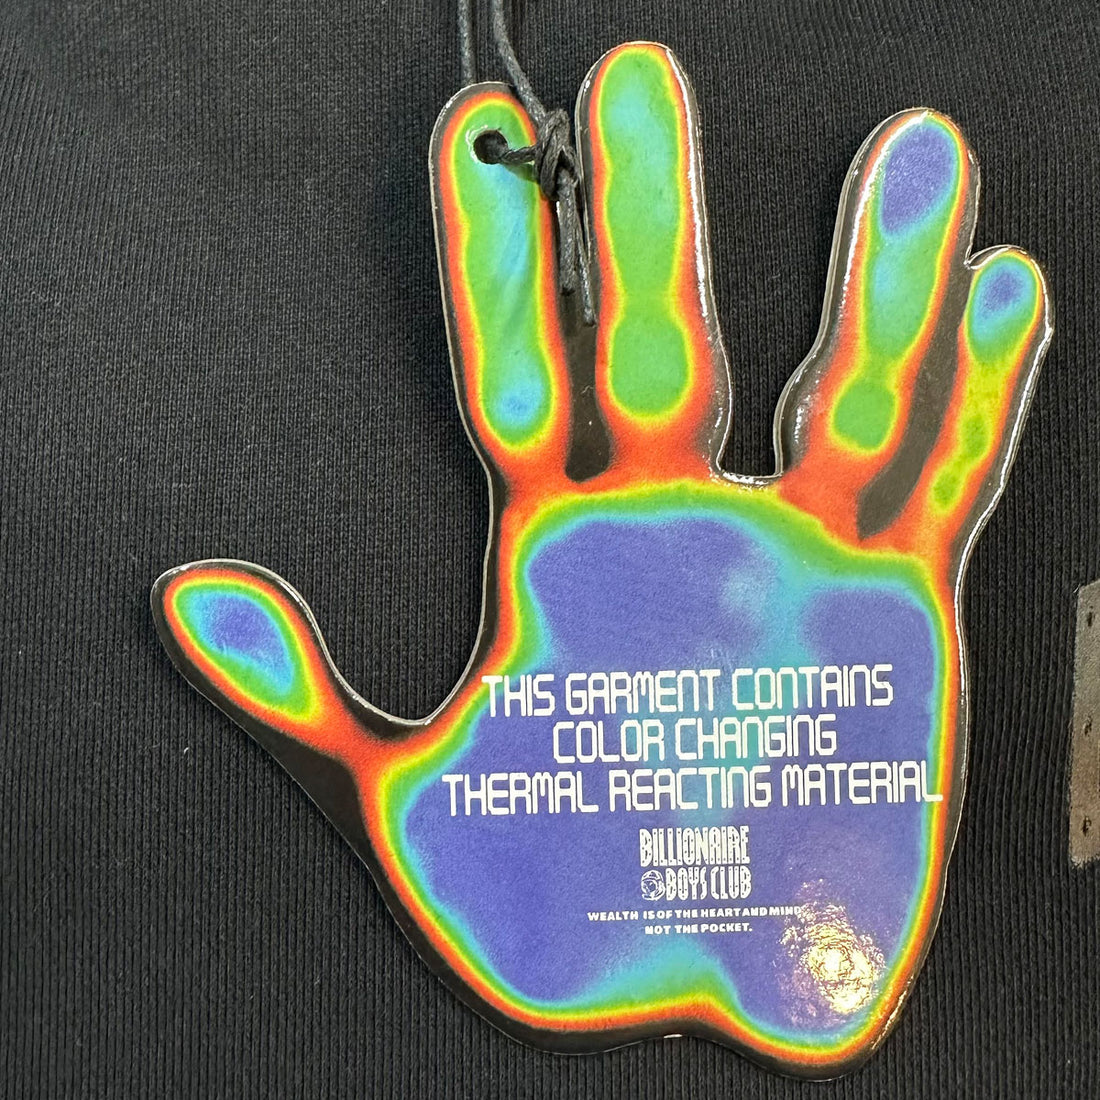 THIS GARMENT CONTAINS
COLOR CHANGING
THERMAL REACTING MATERIAL
BILLIONAIRE
BOYS CLUB
WEALTH IS OF THE HEART AND MIND
NOT THE POCKET.